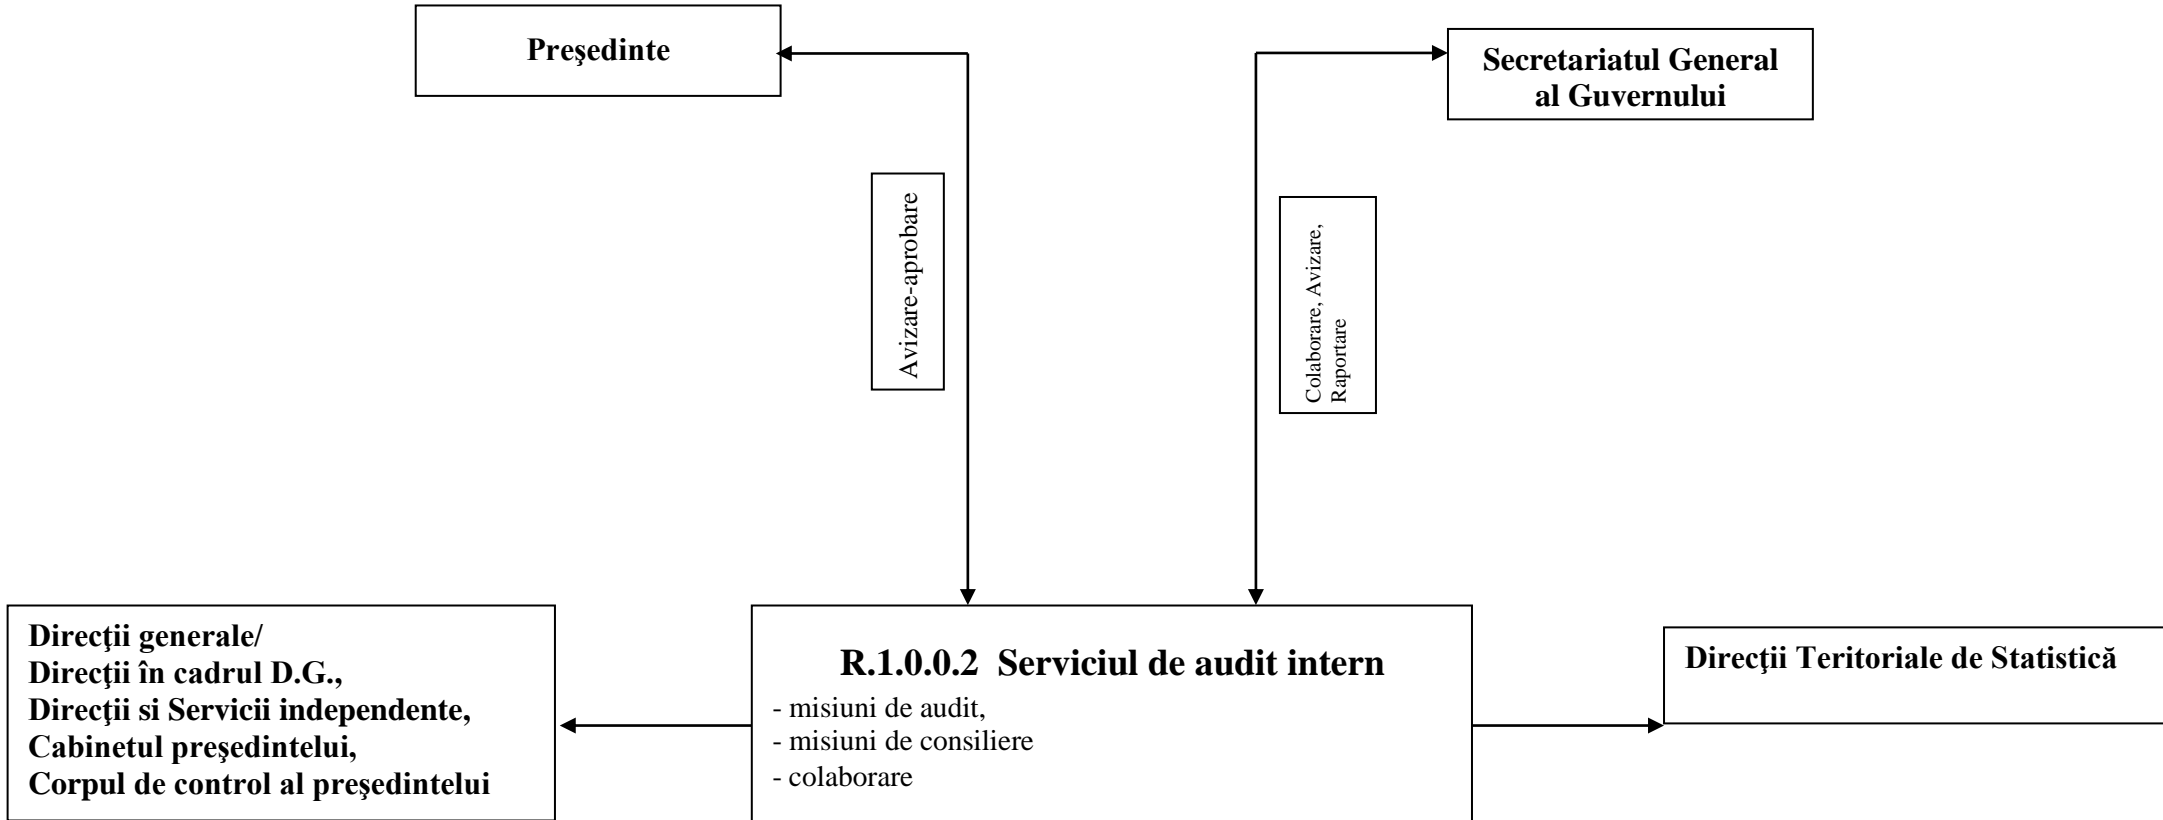 Preşedinte
Secretariatul General
al Guvernului
Avizare-aprobare
Colaborare, Avizare,
Raportare
Direcţii generale/
Direcţii în cadrul D.G.,
Direcţii si Servicii independente,
Cabinetul preşedintelui,
Corpul de control al preşedintelui
R.1.0.0.2 Serviciul de audit intern
- misiuni de audit,
- misiuni de consiliere
- colaborare
Direcţii Teritoriale de Statistică